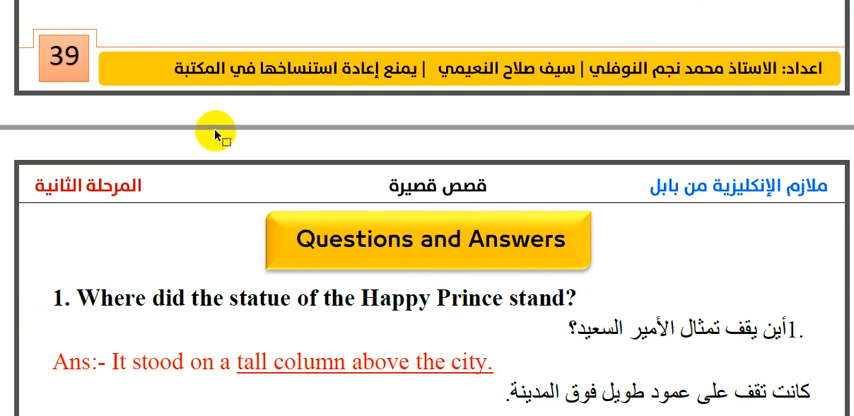 39
اعداد: الاستاذ محمد نجم النوفلي | سيف صلاح النعيمي | يمنع إعادة استنساخها في المكتبة
ملازم الإنكليزية من بابل
قصص قصيرة
المرحلة الثانية
Questions and Answers
1. Where did the statue of the Happy Prince stand?
.1أين يقف تمثال الأمير السعيد؟
Ans:- It stood on a tall column above the city.
كانت تقف على عمود طويل فوق المدينة.